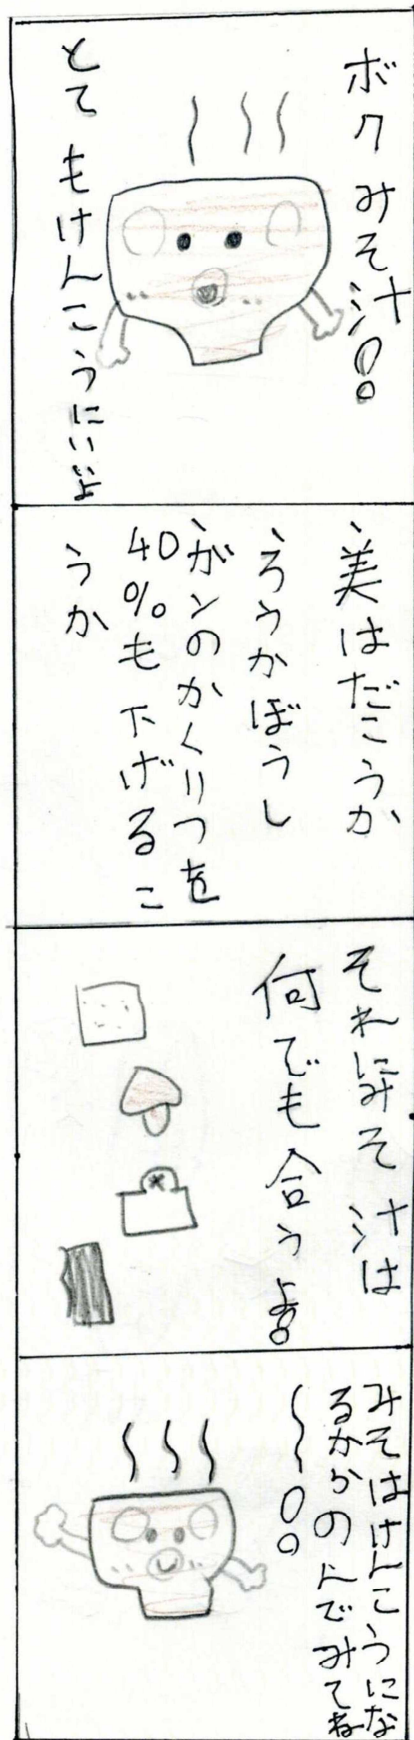 ボクみそ汁!
とてもけんこうにいいよ
、美はだこうか
、ろうかぼうし
、ガンのかくりつを
40%も下げるこ
うか
それにみそ汁は
何でも合うよ!
みそはけんこうにな
るからのんでみてね
〜!!